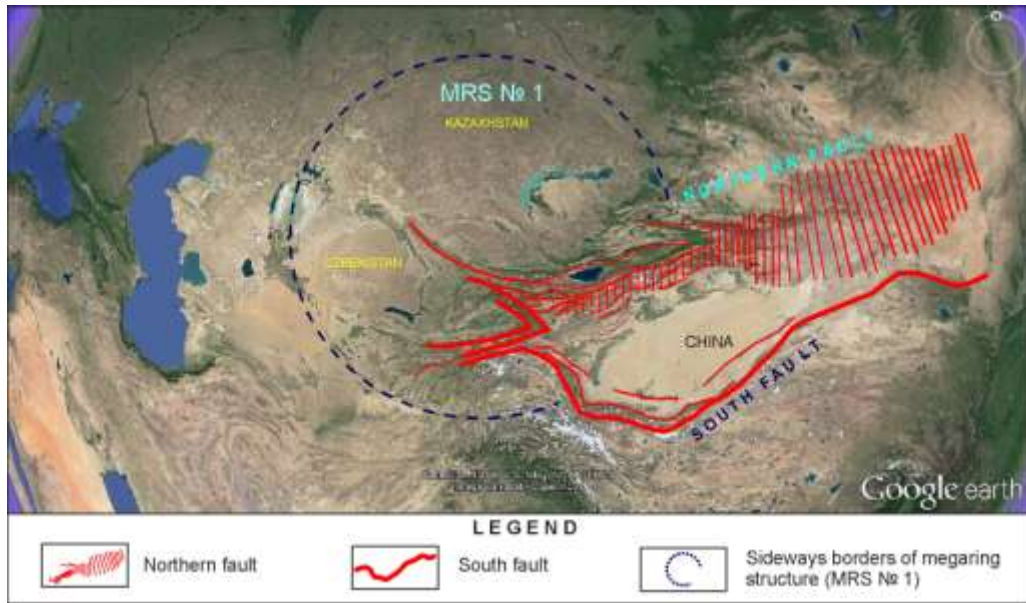 MRS № 1
KAZAXHSTAN
NORTHERN FAULT
UZBEKISTAN
CHINA
SOUTH FAULT
Google earth
LEGEND
Northern fault
South fault
Sideways borders of megaring
structure (MRS № 1)